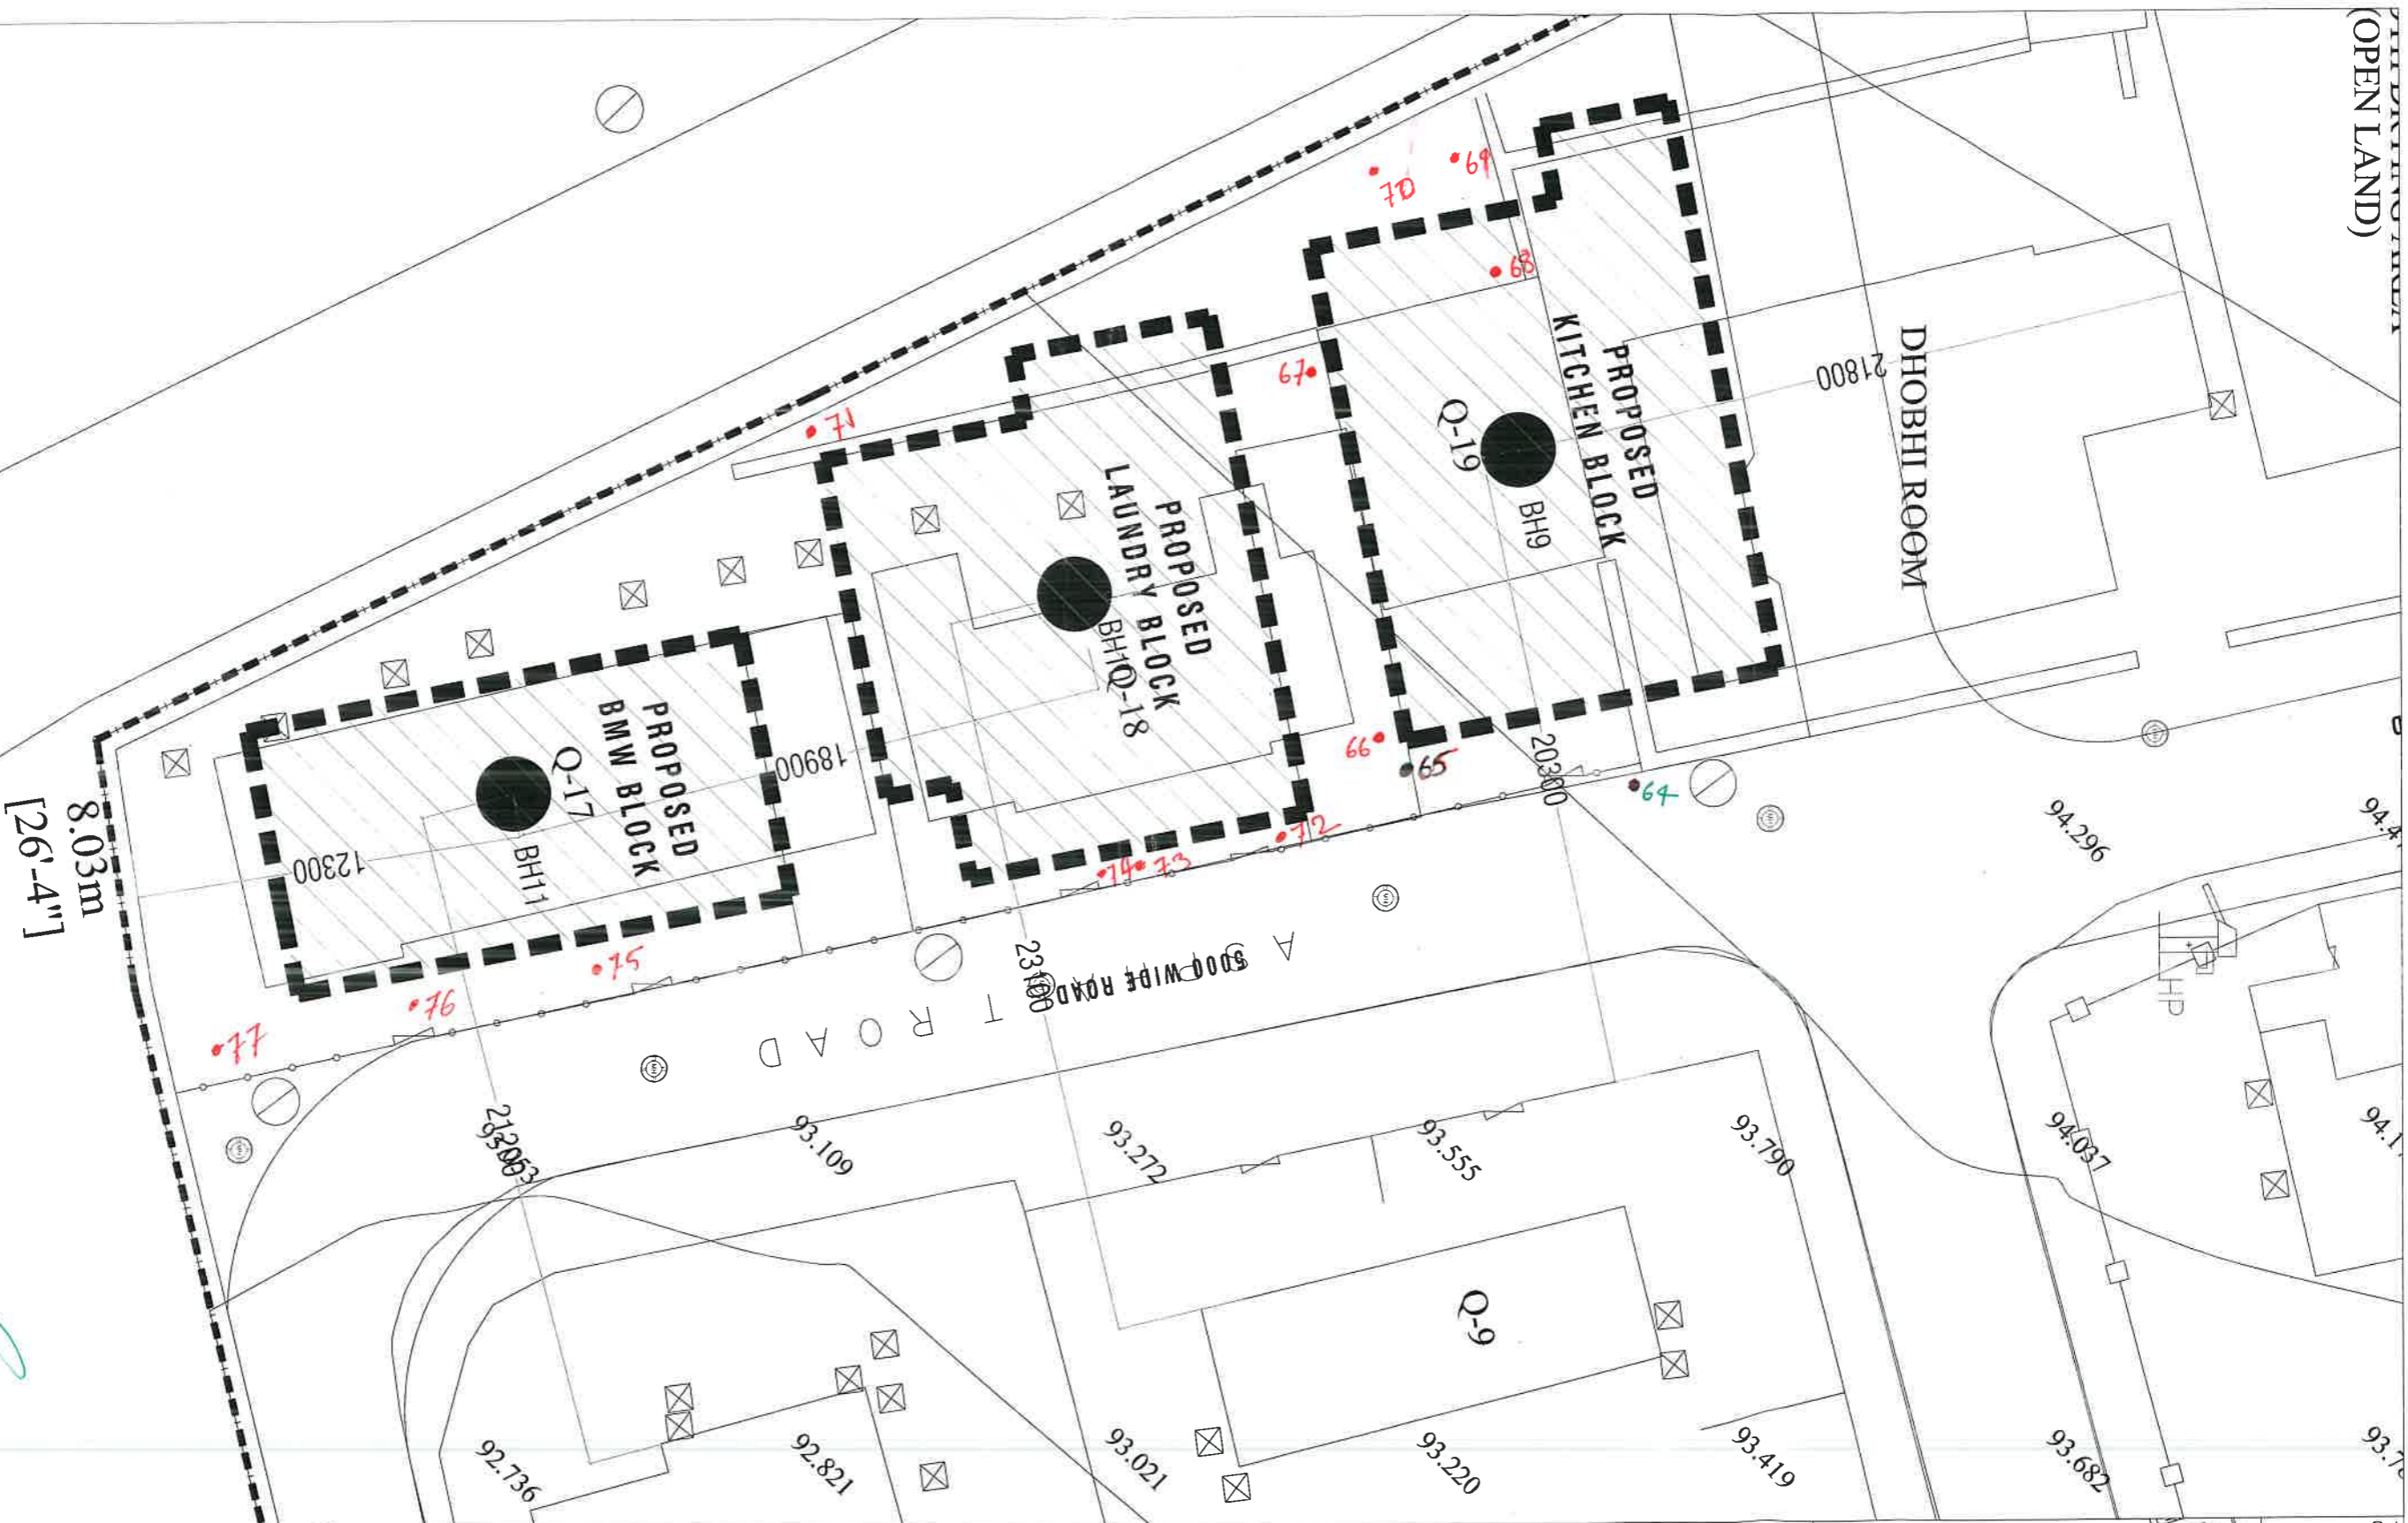 (OPEN LAND)
DHOBHI ROOM
21800
PROPOSED
KITCHEN BLOCK
Q-19
BH9
69
70
68
67
71
PROPOSED
LAUNDRY BLOCK
Q-18
66
65
64
20300
PROPOSED
BMW BLOCK
Q-17
BH11
18900
12300
72
73
74
75
76
77
8.03m
[26'-4"]
23100
5000 WIDE ROAD
ROAD
HP
94.296
93.109
93.272
93.555
93.790
94.037
Q-9
92.736
92.821
93.021
93.220
93.419
93.682